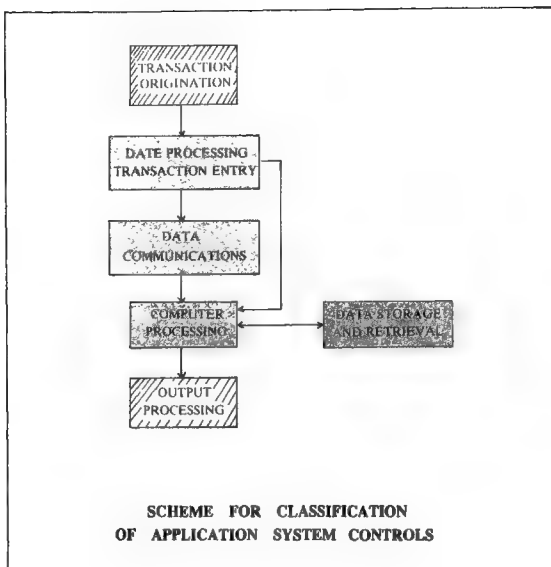 TRANSACTION
ORIGINATION
DATE PROCESSING
TRANSACTION ENTRY
DATA
COMMUNICATIONS
COMPUTER
PROCESSING
DATA STORAGE
AND RETRIEVAL
OUTPUT
PROCESSING
SCHEME FOR CLASSIFICATION
OF APPLICATION SYSTEM CONTROLS